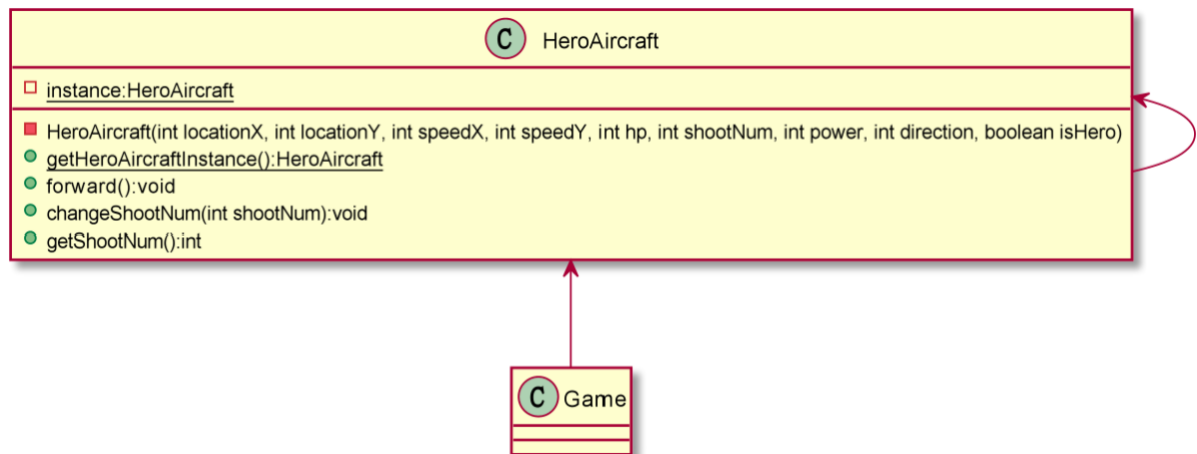 C HeroAircraft
instance:HeroAircraft
HeroAircraft(int locationX, int locationY, int speedX, int speedY, int hp, int shootNum, int power, int direction, boolean isHero)
getHeroAircraftInstance():HeroAircraft
forward():void
changeShootNum(int shootNum):void
getShootNum():int
C Game